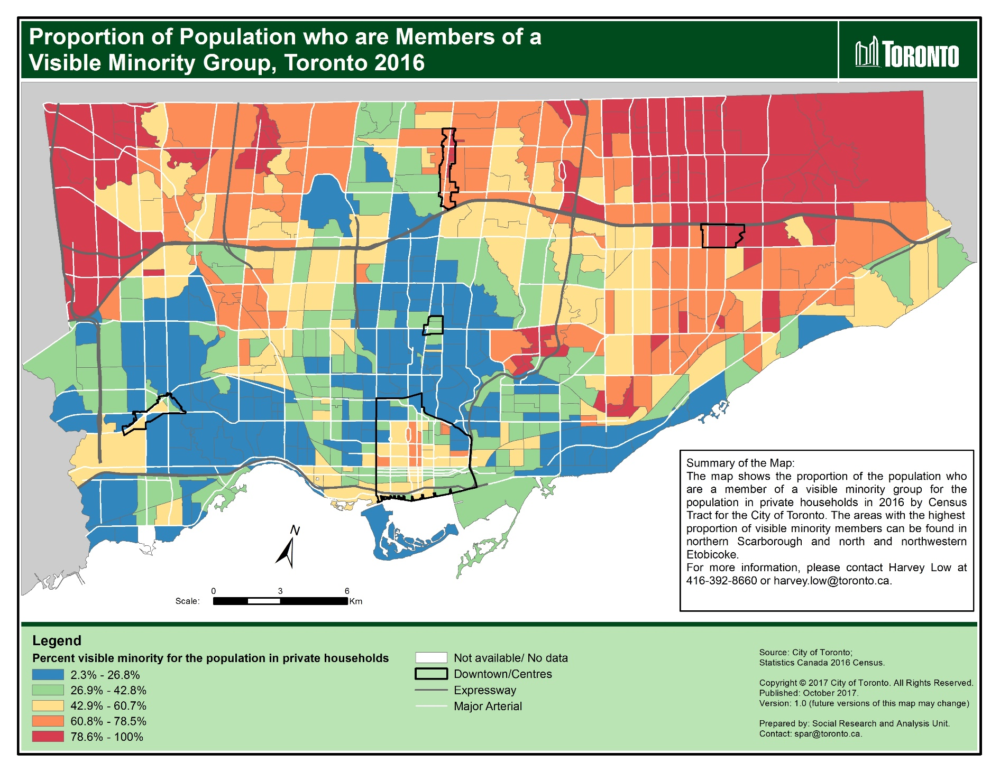 Proportion of Population who are Members of a
Visible Minority Group, Toronto 2016
TORONTO
N
0 3 6
Scale: Km
Summary of the Map:
The map shows the proportion of the population who
are a member of a visible minority group for the
population in private households in 2016 by Census
Tract for the City of Toronto. The areas with the highest
proportion of visible minority members can be found in
northern Scarborough and north and northwestern
Etobicoke.
For more information, please contact Harvey Low at
416-392-8660 or harvey.low@toronto.ca.
Legend
Percent visible minority for the population in private households
2.3% - 26.8%
26.9% - 42.8%
42.9% - 60.7%
60.8% - 78.5%
78.6% - 100%
Not available/ No data
Downtown/Centres
Expressway
Major Arterial
Source: City of Toronto;
Statistics Canada 2016 Census.
Copyright © 2017 City of Toronto. All Rights Reserved.
Published: October 2017.
Version: 1.0 (future versions of this map may change)
Prepared by: Social Research and Analysis Unit.
Contact: spar@toronto.ca.